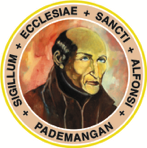 SIGILLUM + ECCLESIAE + SANCTI + ALFONSI +
PADEMANGAN